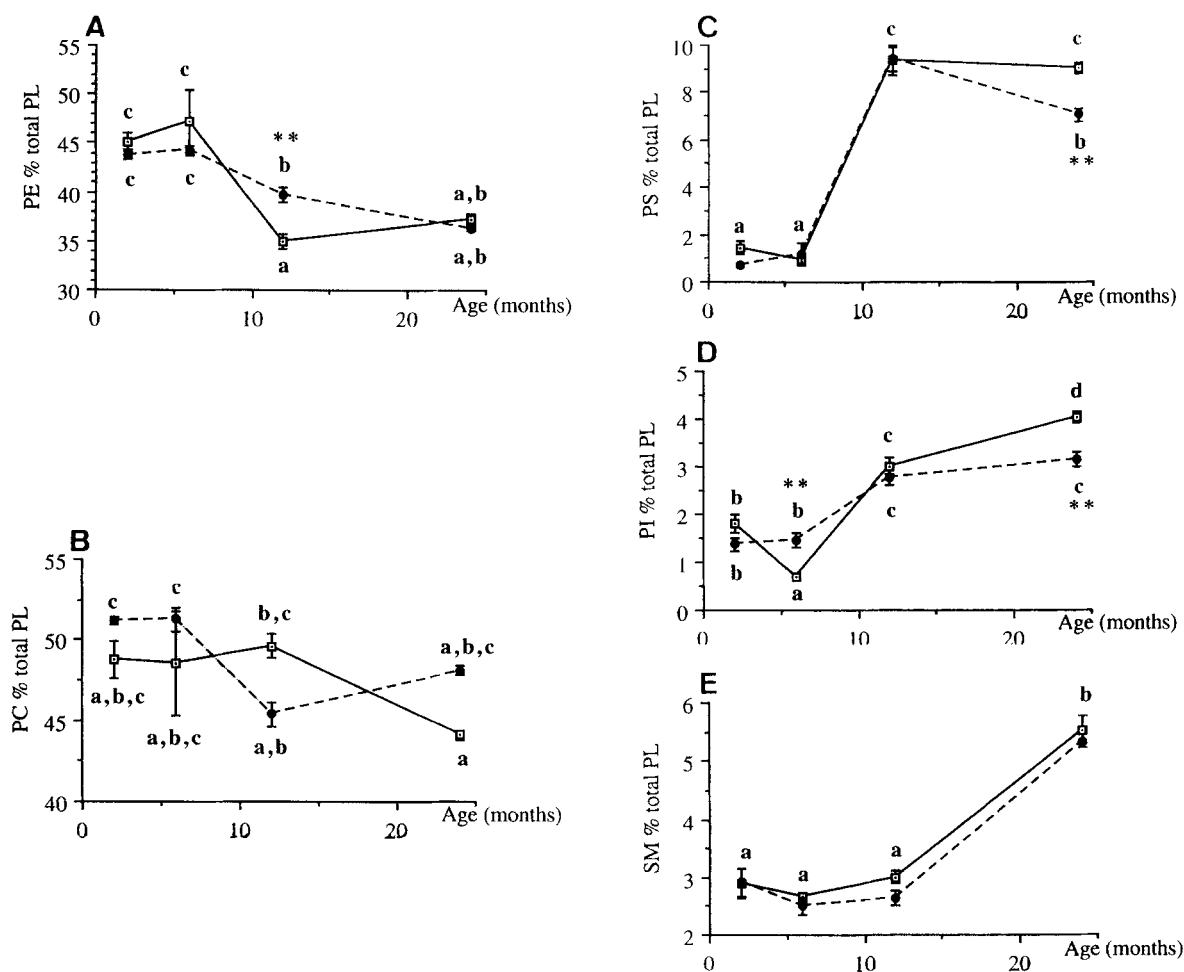 A
PE % total PL
55
50
45
40
35
30
c
c
c
c
**
b
a
a,b
a,b
0
10
20
Age (months)
B
PC % total PL
55
50
45
40
c
c
b,c
a,b,c
a,b,c
a,b,c
a,b
a
0
10
20
Age (months)
C
PS % total PL
10
8
6
4
2
0
a
a
c
c
b
**
0
10
20
Age (months)
D
PI % total PL
5
4
3
2
1
0
b
b
**
b
a
c
c
d
c
**
0
10
20
Age (months)
E
SM % total PL
6
5
4
3
2
a
a
a
b
0
10
20
Age (months)